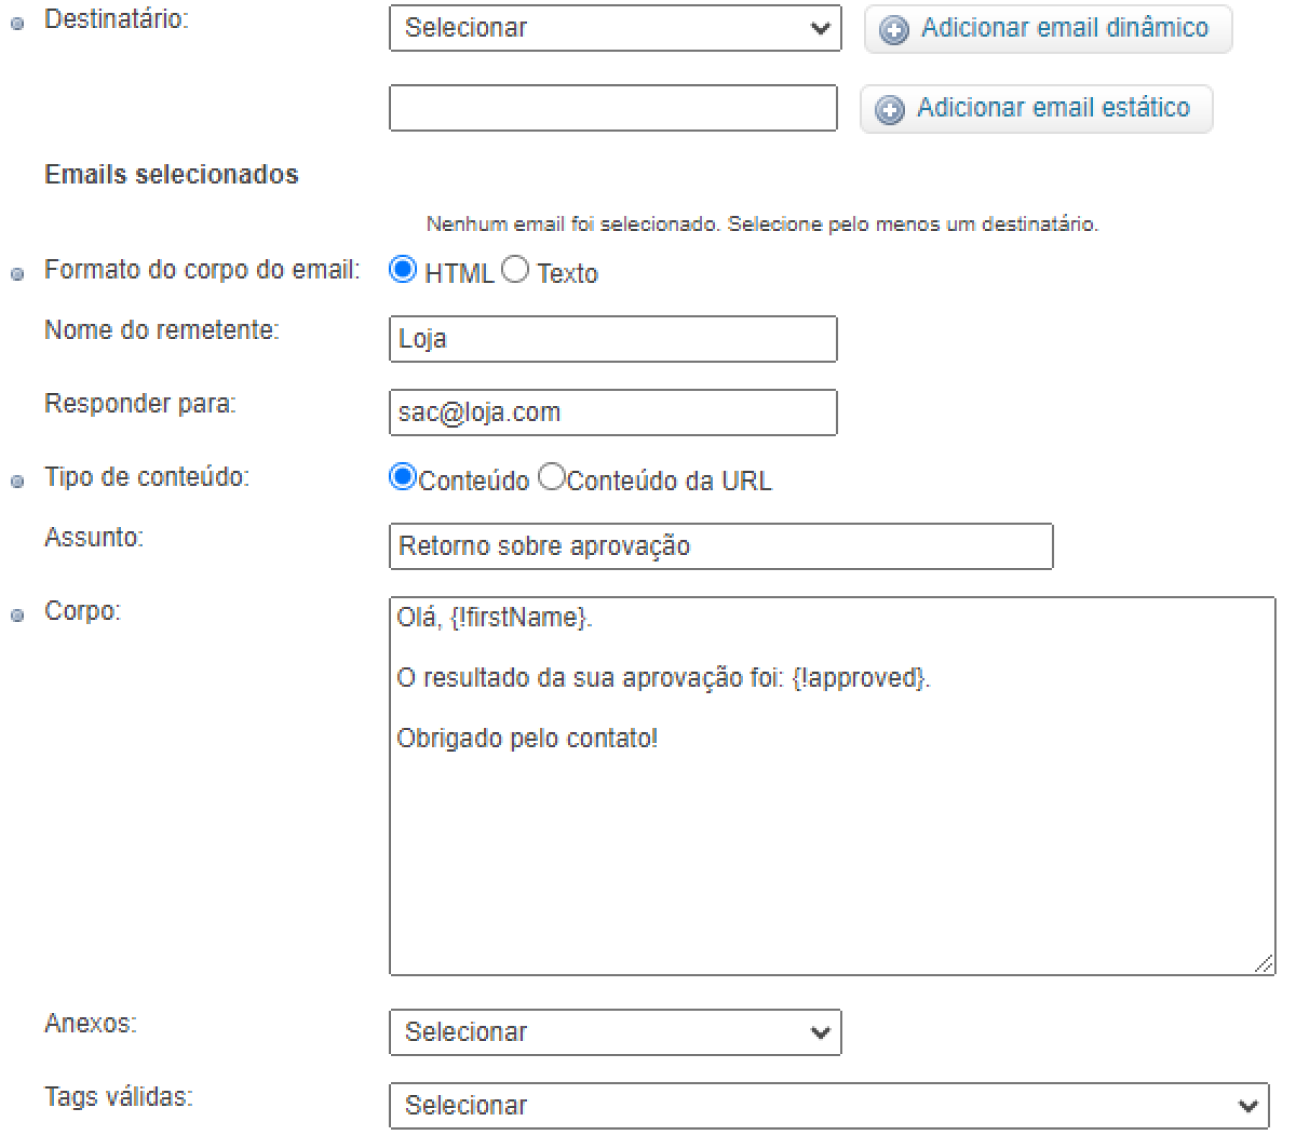 Destinatário: Selecionar Adicionar email dinâmico
Adicionar email estático
Emails selecionados
Nenhum email foi selecionado. Selecione pelo menos um destinatário.
Formato do corpo do email: HTML Texto
Nome do remetente: Loja
Responder para: sac@loja.com
Tipo de conteúdo: Conteúdo Conteúdo da URL
Assunto: Retorno sobre aprovação
Corpo: Olá, {!firstName}.
O resultado da sua aprovação foi: {!approved}.
Obrigado pelo contato!
Anexos: Selecionar
Tags válidas: Selecionar